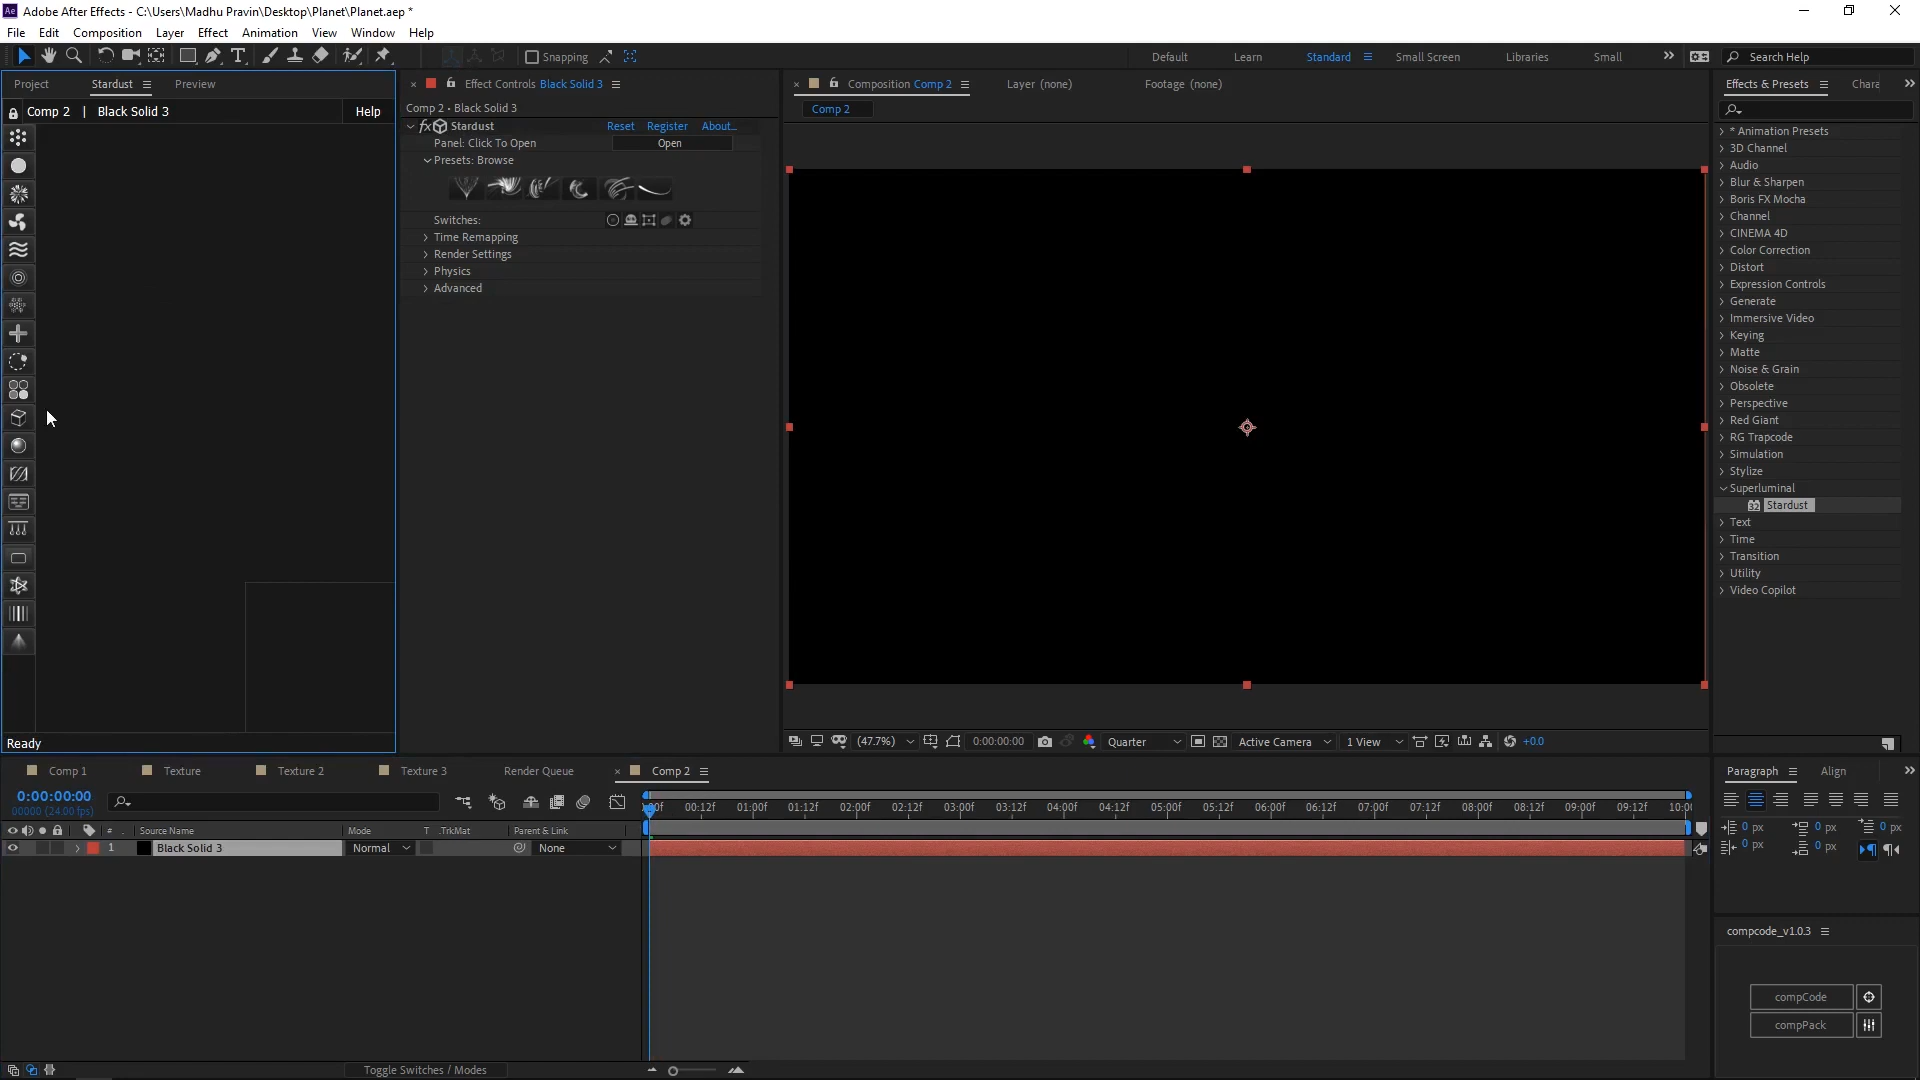 Adobe After Effects - C:\Users\Madhu Pravin\Desktop\Planet\Planet.aep *
File Edit Composition Layer Effect Animation View Window Help
Snapping Default Learn Standard Small Screen Libraries Small Search Help
Project Stardust Preview
Comp 2 | Black Solid 3 Help
Ready
Effect Controls Black Solid 3
Comp 2 • Black Solid 3
fx Stardust Reset Register About...
Panel: Click To Open Open
Presets: Browse
Switches:
Time Remapping
Render Settings
Physics
Advanced
Composition Comp 2 Layer (none) Footage (none)
Comp 2
(47.7%) 0:00:00:00 Quarter Active Camera 1 View +0.0
Effects & Presets Chara
* Animation Presets
3D Channel
Audio
Blur & Sharpen
Boris FX Mocha
Channel
CINEMA 4D
Color Correction
Distort
Expression Controls
Generate
Immersive Video
Keying
Matte
Noise & Grain
Obsolete
Perspective
Red Giant
RG Trapcode
Simulation
Stylize
Superluminal
32 Stardust
Text
Time
Transition
Utility
Video Copilot
Comp 1 Texture Texture 2 Texture 3 Render Queue Comp 2
0:00:00:00
00000 (24.00 fps)
00:12f 01:00f 01:12f 02:00f 02:12f 03:00f 03:12f 04:00f 04:12f 05:00f 05:12f 06:00f 06:12f 07:00f 07:12f 08:00f 08:12f 09:00f 09:12f
# Source Name Mode T .TrkMat Parent & Link
1 Black Solid 3 Normal None
Toggle Switches / Modes
Paragraph Align
0 px 0 px 0 px
0 px 0 px
compcode_v1.0.3
compCode
compPack